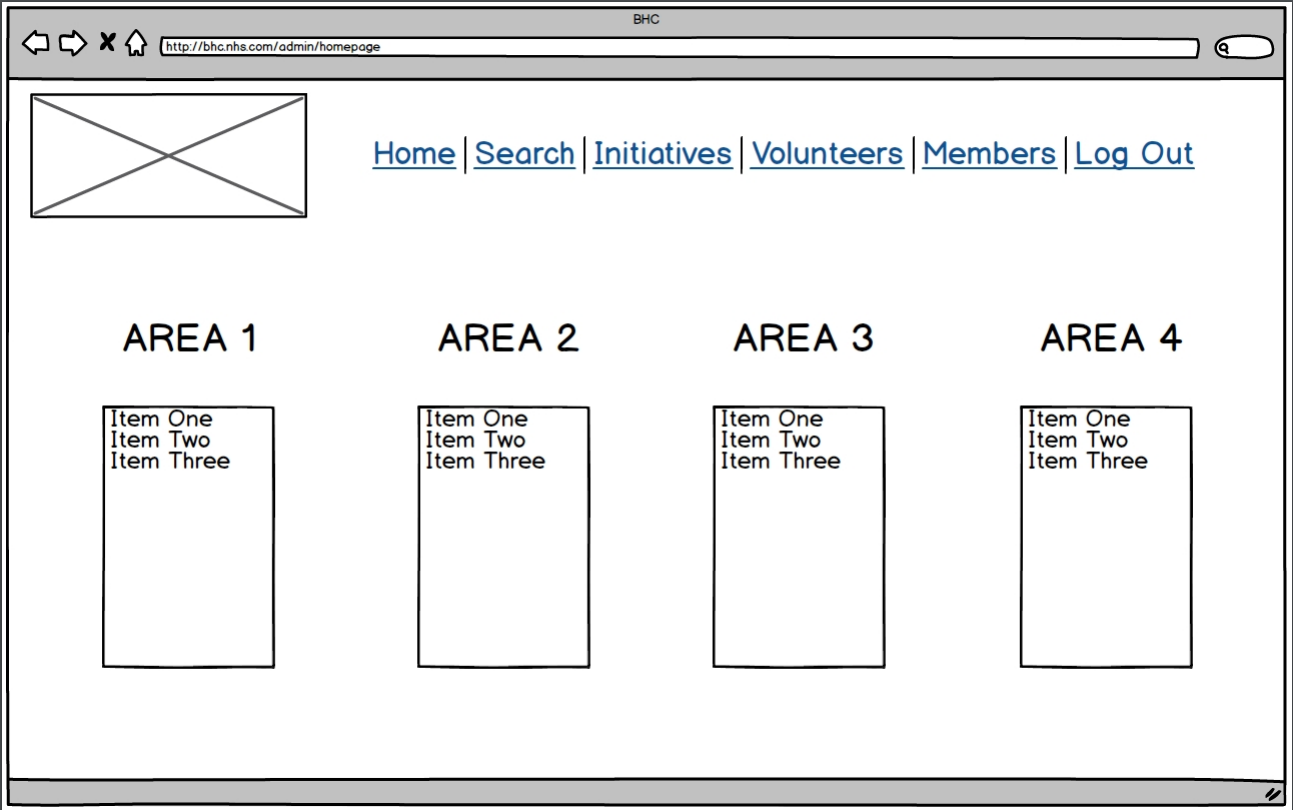 BHC
http://bhc.nhs.com/admin/homepage
Home Search Initiatives Volunteers Members Log Out
AREA 1 AREA 2 AREA 3 AREA 4
Item One Item One Item One Item One
Item Two Item Two Item Two Item Two
Item Three Item Three Item Three Item Three